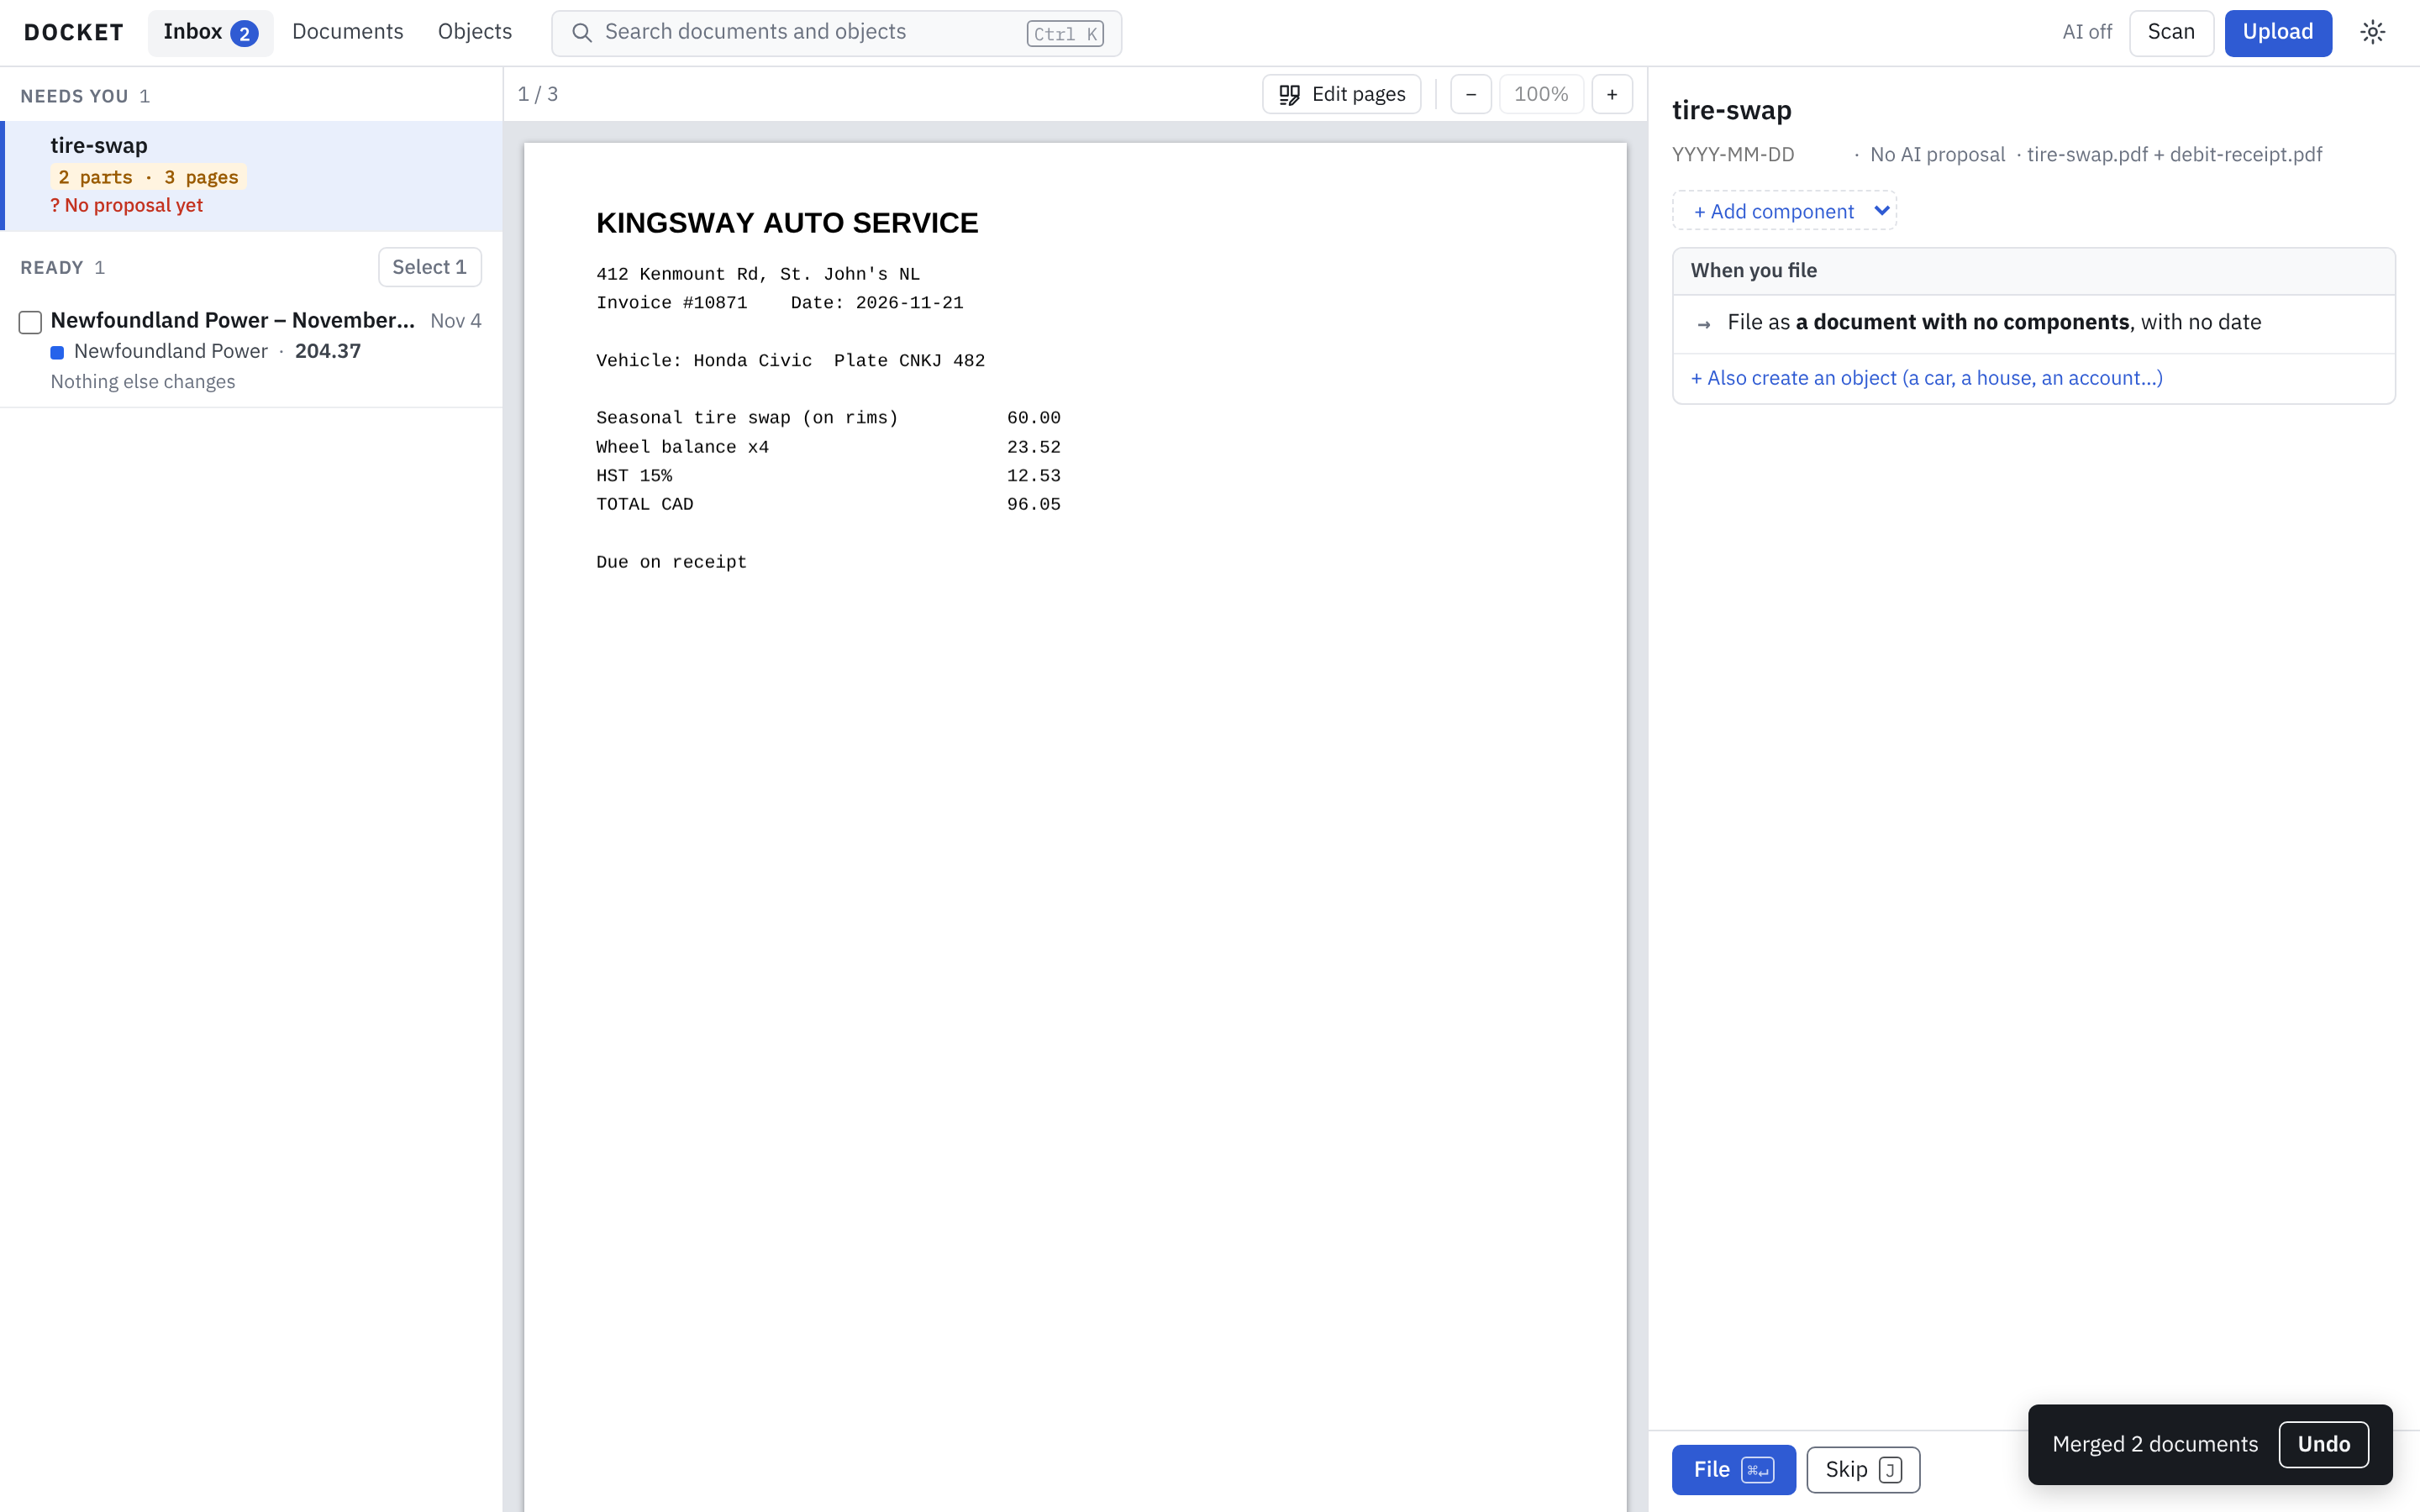 DOCKET Inbox 2 Documents Objects Search documents and objects Ctrl K AI off Scan Upload
NEEDS YOU 1
tire-swap
2 parts · 3 pages
? No proposal yet
READY 1 Select 1
Newfoundland Power – November... Nov 4
Newfoundland Power · 204.37
Nothing else changes
1 / 3 Edit pages − 100% +
KINGSWAY AUTO SERVICE
412 Kenmount Rd, St. John's NL
Invoice #10871 Date: 2026-11-21
Vehicle: Honda Civic Plate CNKJ 482
Seasonal tire swap (on rims) 60.00
Wheel balance x4 23.52
HST 15% 12.53
TOTAL CAD 96.05
Due on receipt
tire-swap
YYYY-MM-DD · No AI proposal · tire-swap.pdf + debit-receipt.pdf
+ Add component
When you file
→ File as a document with no components, with no date
+ Also create an object (a car, a house, an account...)
File ⌘↵ Skip J
Merged 2 documents Undo